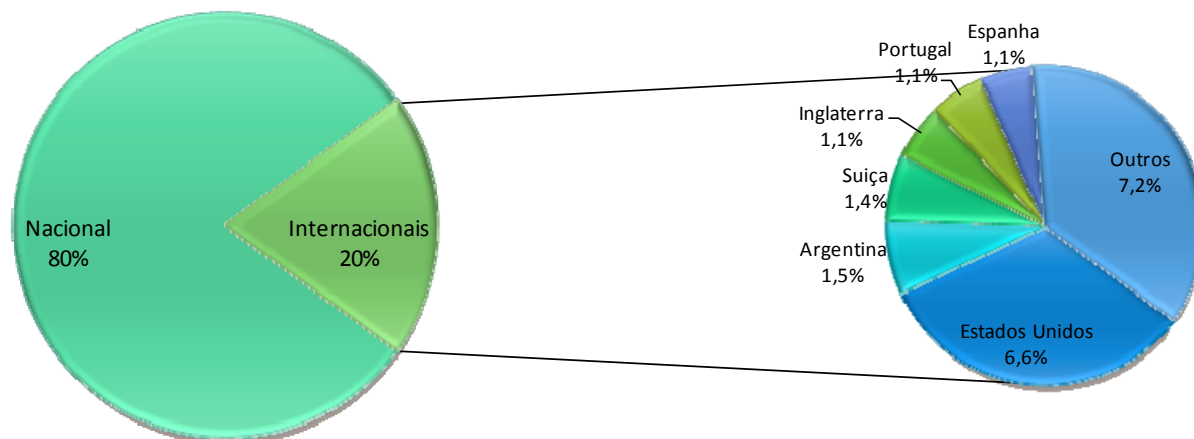 Nacional
80%
Internacionais
20%
Espanha
1,1%
Portugal
1,1%
Inglaterra
1,1%
Suiça
1,4%
Argentina
1,5%
Estados Unidos
6,6%
Outros
7,2%